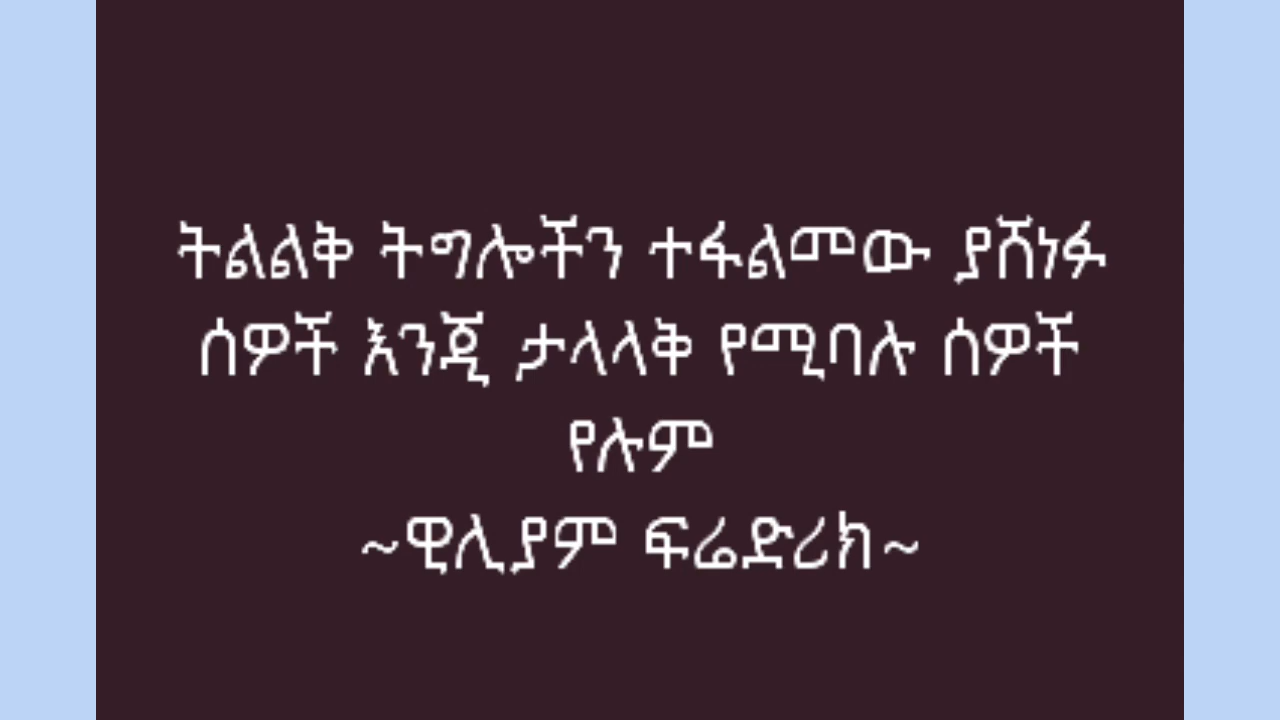 ትልልቅ ትግሎችን ተፋልመው ያሸነፉ
ሰዎች እንጂ ታላላቅ የሚባሉ ሰዎች
የሉም
~ዊሊያም ፍሬድሪክ~